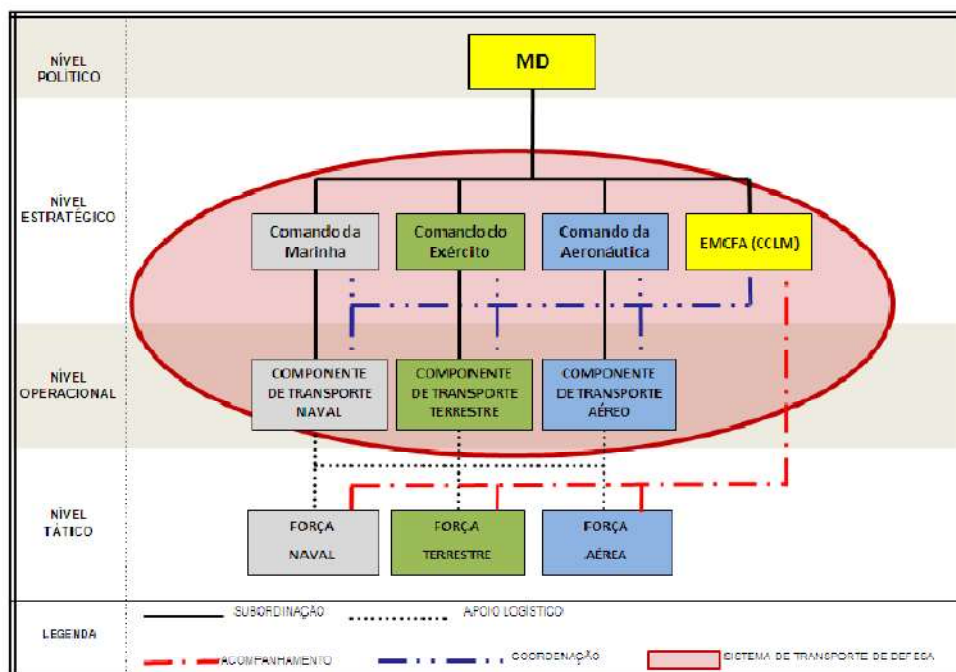 NÍVEL
POLÍTICO
MD
NÍVEL
ESTRATÉGICO
Comando da
Marinha
Comando do
Exército
Comando da
Aeronáutica
EMCFA (CCLM)
NÍVEL
OPERACIONAL
COMPONENTE
DE TRANSPORTE
NAVAL
COMPONENTE
DE TRANSPORTE
TERRESTRE
COMPONENTE
DE TRANSPORTE
AÉREO
NÍVEL
TÁTICO
FORÇA
NAVAL
FORÇA
TERRESTRE
FORÇA
AÉREA
LEGENDA
SUBORDINAÇÃO
APOIO LOGÍSTICO
ACOMPANHAMENTO
COORDENAÇÃO
SISTEMA DE TRANSPORTE DE DEFESA